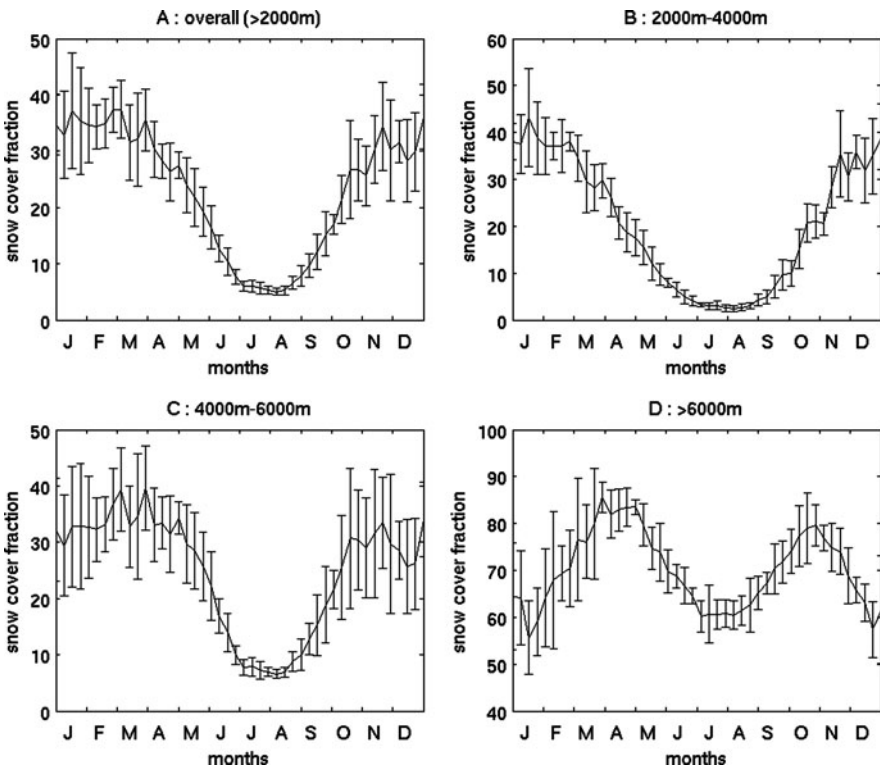 A : overall (>2000m)
50
40
30
20
10
0
snow cover fraction
J F M A M J J A S O N D
months
B : 2000m-4000m
60
50
40
30
20
10
0
snow cover fraction
J F M A M J J A S O N D
months
C : 4000m-6000m
50
40
30
20
10
0
snow cover fraction
J F M A M J J A S O N D
months
D : >6000m
100
90
80
70
60
50
40
snow cover fraction
J F M A M J J A S O N D
months